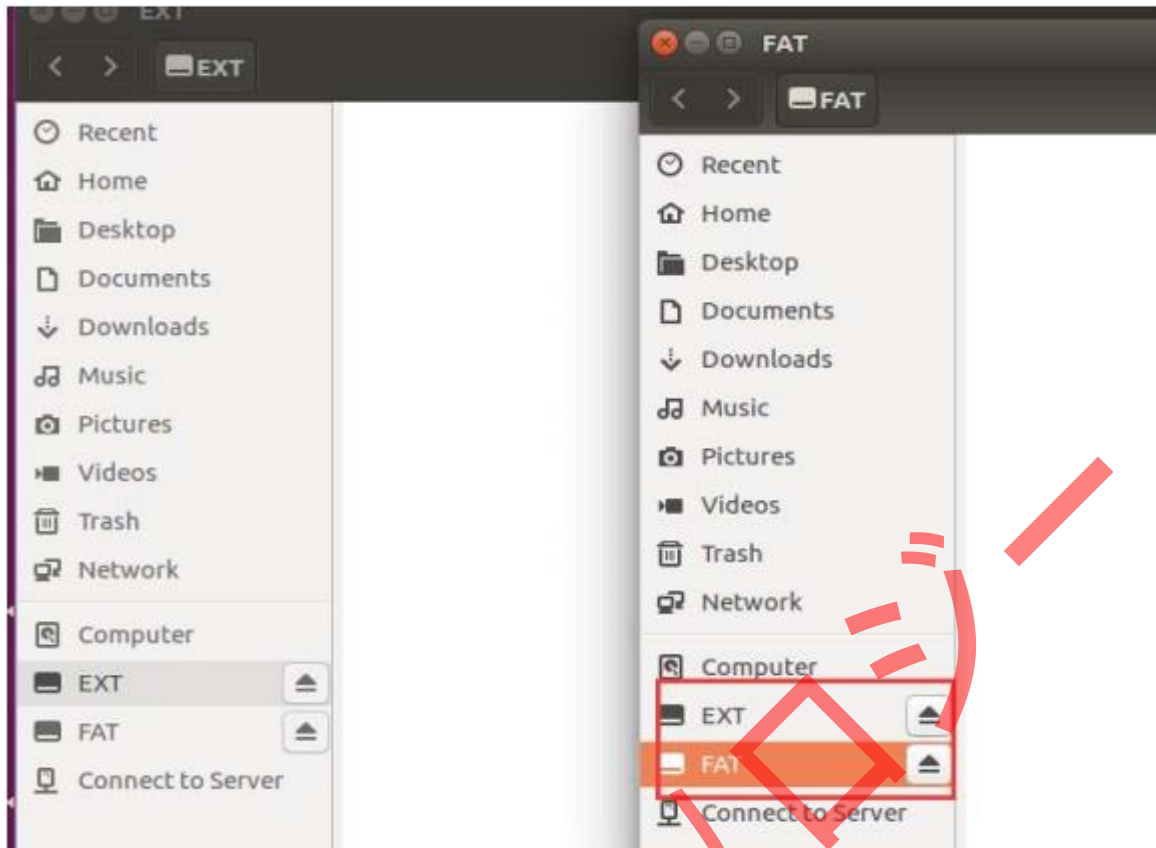 EXT
EXT
Recent
Home
Desktop
Documents
Downloads
Music
Pictures
Videos
Trash
Network
Computer
EXT
FAT
Connect to Server
FAT
FAT
Recent
Home
Desktop
Documents
Downloads
Music
Pictures
Videos
Trash
Network
Computer
EXT
FAT
Connect to Server